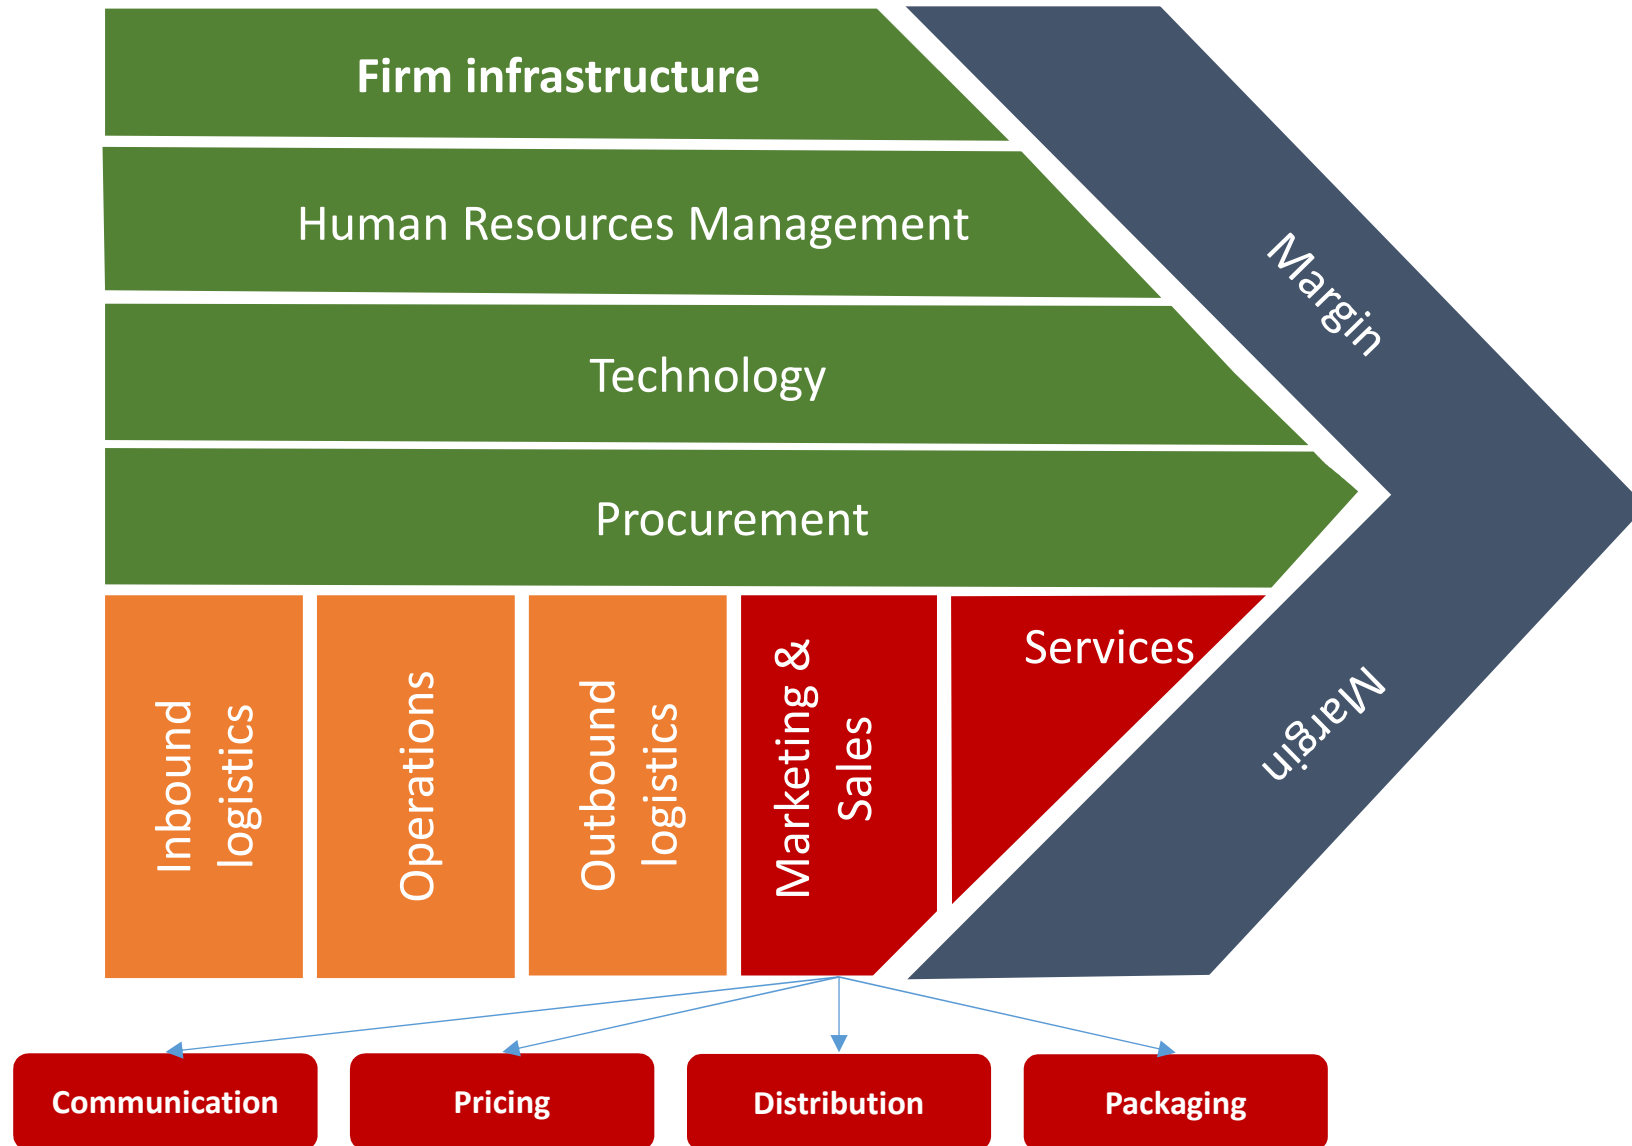 Firm infrastructure
Human Resources Management
Technology
Procurement
Margin
Margin
Inbound
logistics
Operations
Outbound
logistics
Marketing &
Sales
Services
Communication
Pricing
Distribution
Packaging